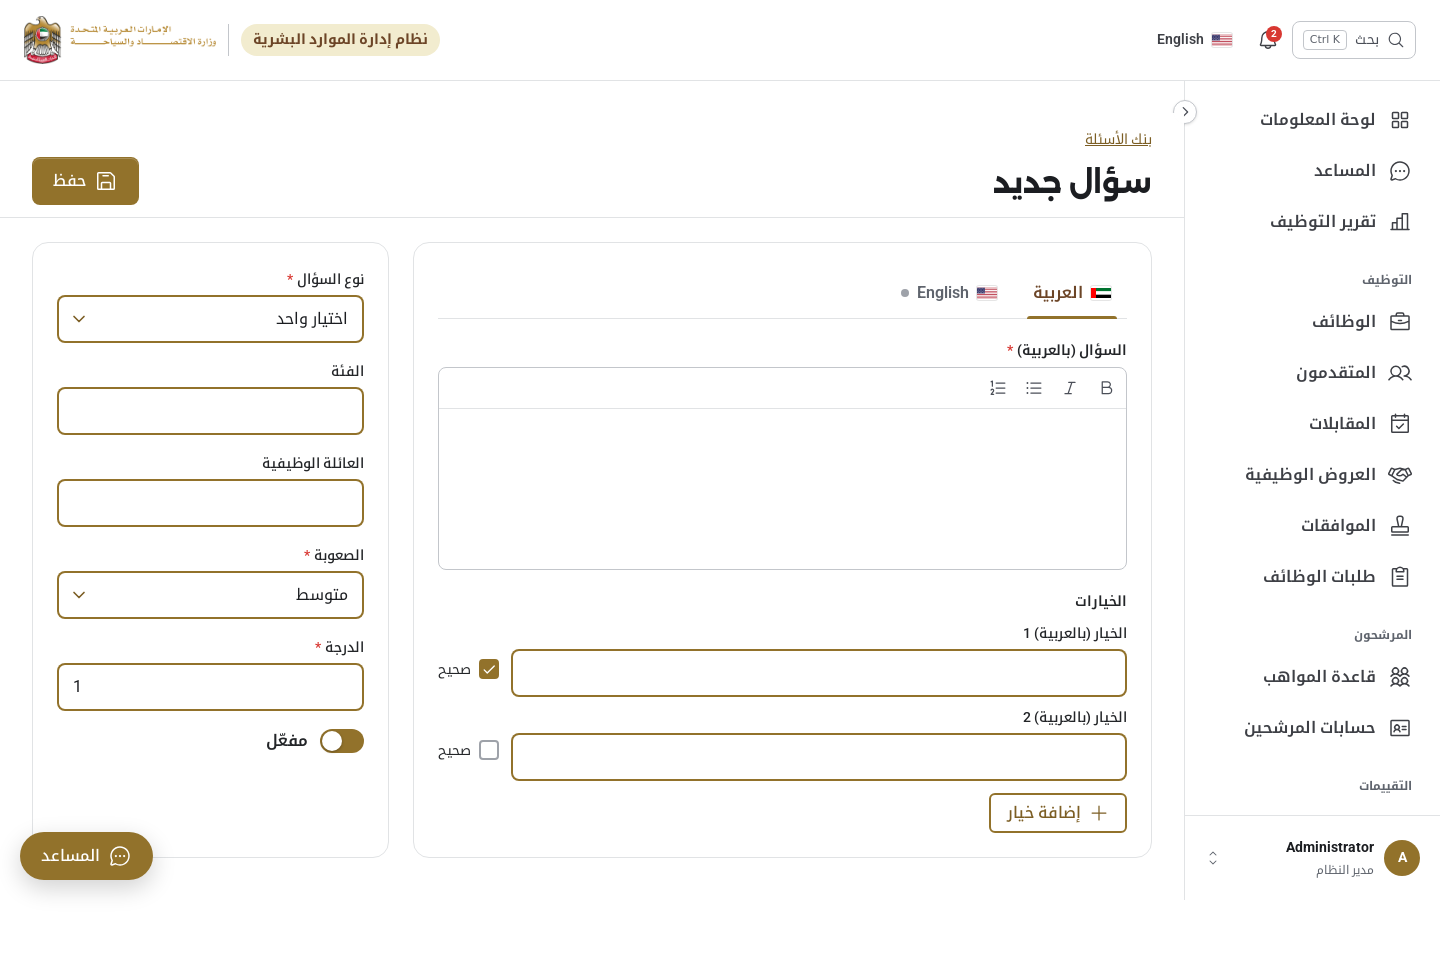 بحث Ctrl K
2
English
نظام إدارة الموارد البشرية
الإمارات العربية المتحدة
وزارة الاقتصاد والسياحة
لوحة المعلومات
المساعد
تقرير التوظيف
التوظيف
الوظائف
المتقدمون
المقابلات
العروض الوظيفية
الموافقات
طلبات الوظائف
المرشحون
قاعدة المواهب
حسابات المرشحين
التقييمات
A
Administrator
مدير النظام
بنك الأسئلة
سؤال جديد
حفظ
العربية
English
السؤال (بالعربية) *
الخيارات
الخيار (بالعربية) 1
صحيح
الخيار (بالعربية) 2
صحيح
إضافة خيار
نوع السؤال *
اختيار واحد
الفئة
العائلة الوظيفية
الصعوبة *
متوسط
الدرجة *
1
مفعّل
المساعد